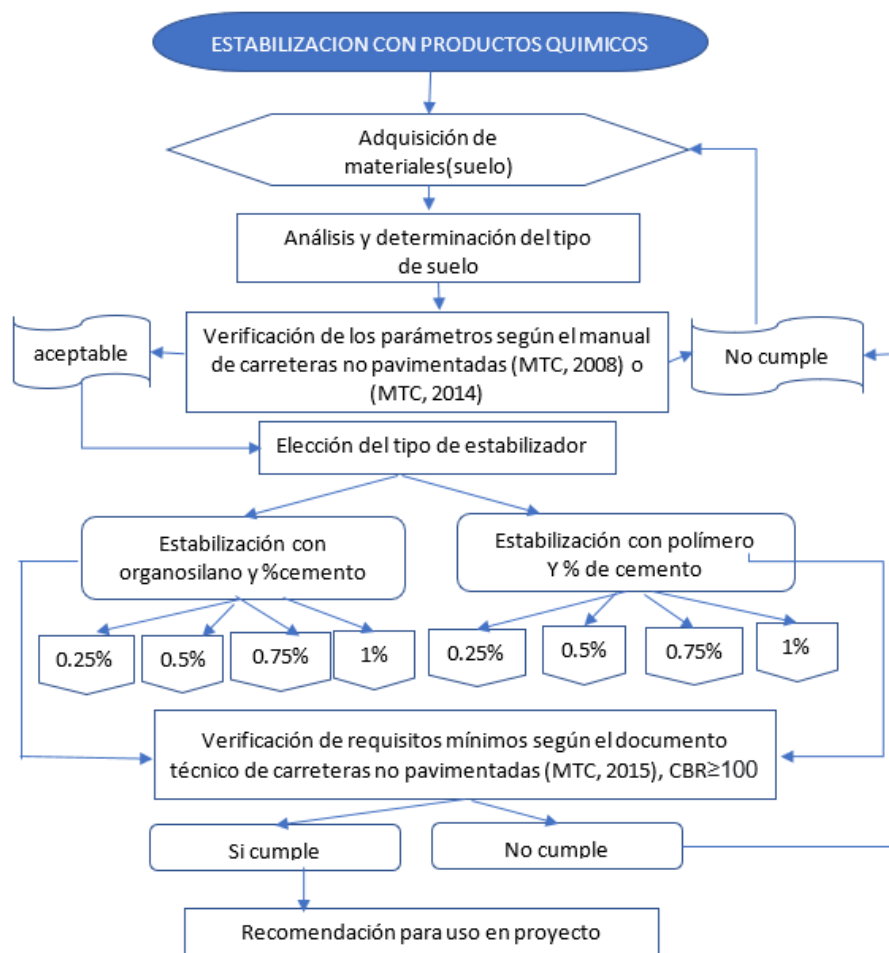 ESTABILIZACION CON PRODUCTOS QUIMICOS
Adquisición de
materiales(suelo)
Análisis y determinación del tipo
de suelo
aceptable
Verificación de los parámetros según el manual
de carreteras no pavimentadas (MTC, 2008) o
(MTC, 2014)
No cumple
Elección del tipo de estabilizador
Estabilización con
organosilano y %cemento
Estabilización con polímero
Y % de cemento
0.25%
0.5%
0.75%
1%
0.25%
0.5%
0.75%
1%
Verificación de requisitos mínimos según el documento
técnico de carreteras no pavimentadas (MTC, 2015), CBR≥100
Si cumple
No cumple
Recomendación para uso en proyecto